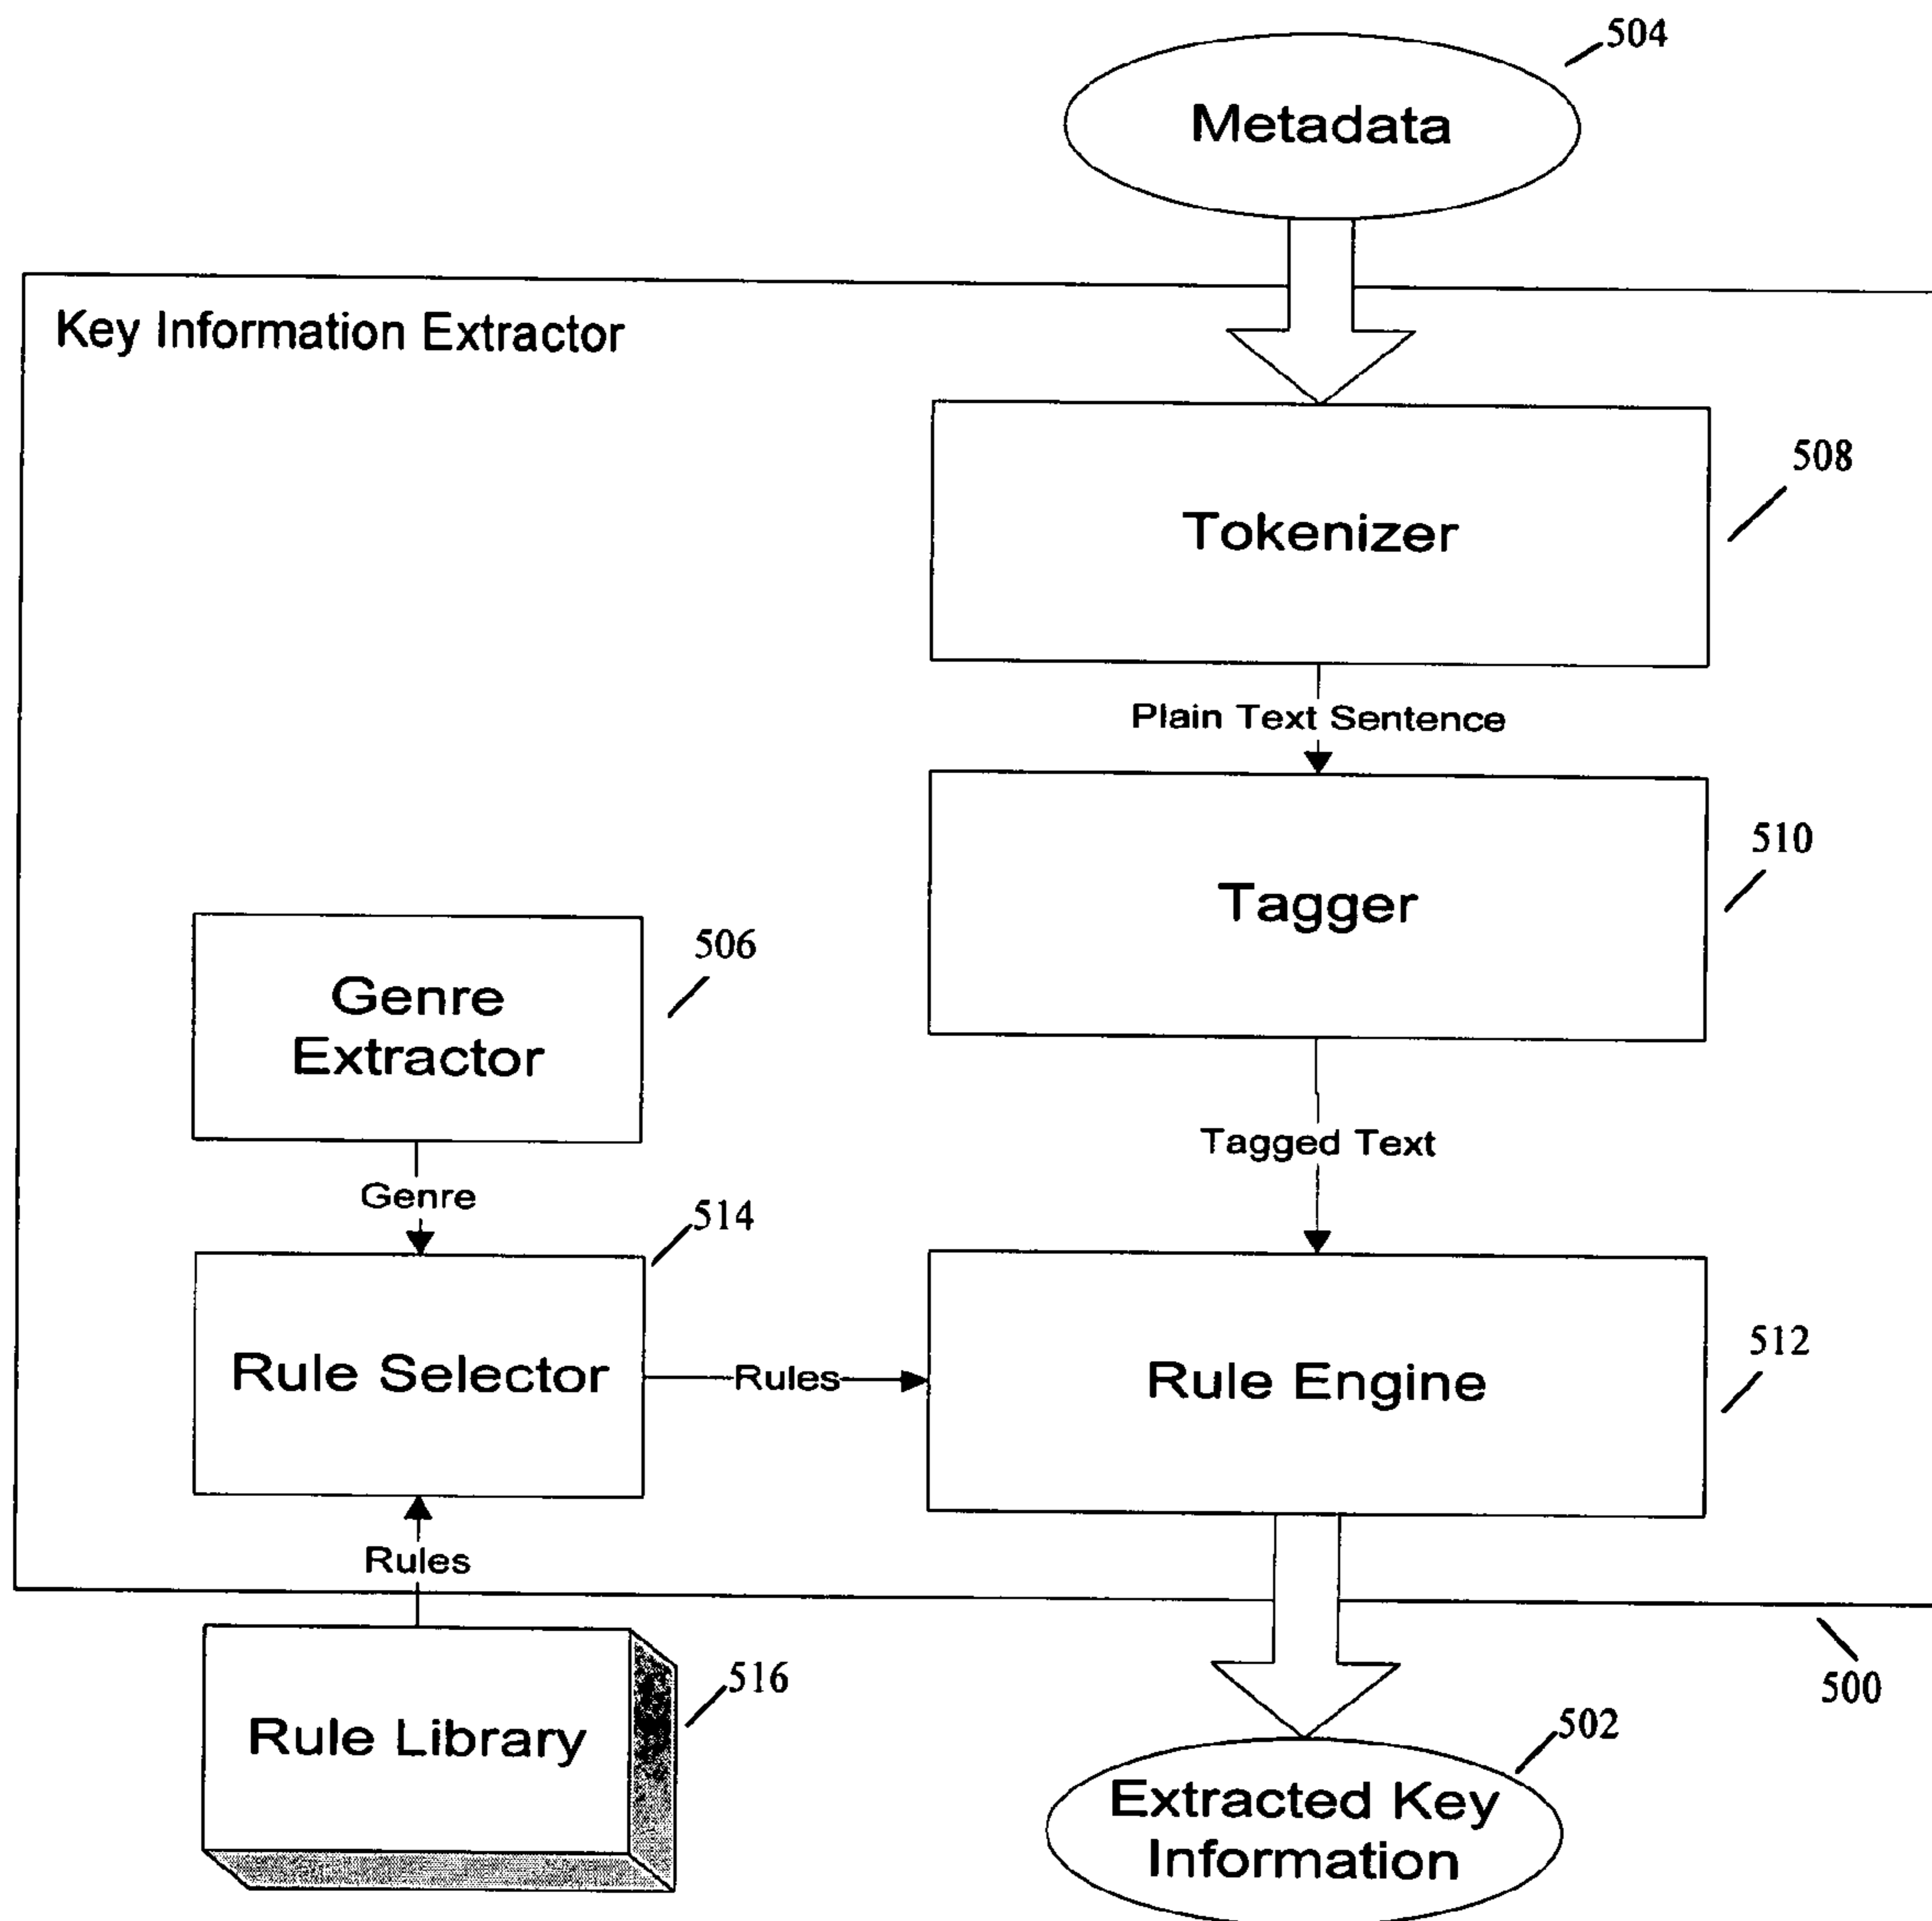 504
Metadata
Key Information Extractor
508
Tokenizer
Plain Text Sentence
510
Tagger
506
Genre
Extractor
Tagged Text
Genre
514
512
Rule Selector
Rules
Rule Engine
Rules
500
516
Rule Library
502
Extracted Key
Information